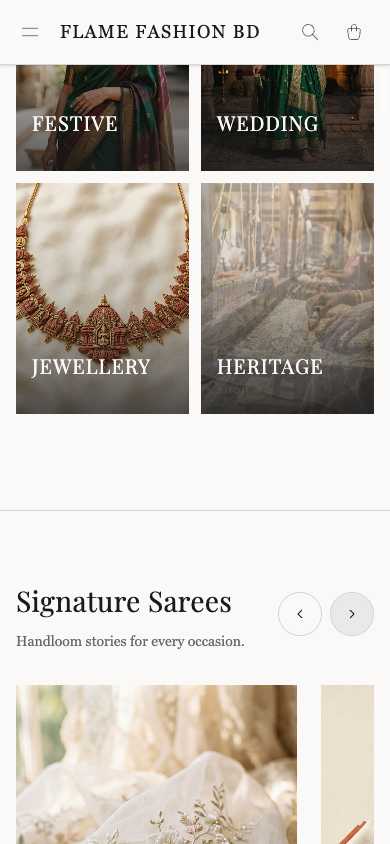 FLAME FASHION BD
FESTIVE
WEDDING
JEWELLERY
HERITAGE
Signature Sarees
Handloom stories for every occasion.